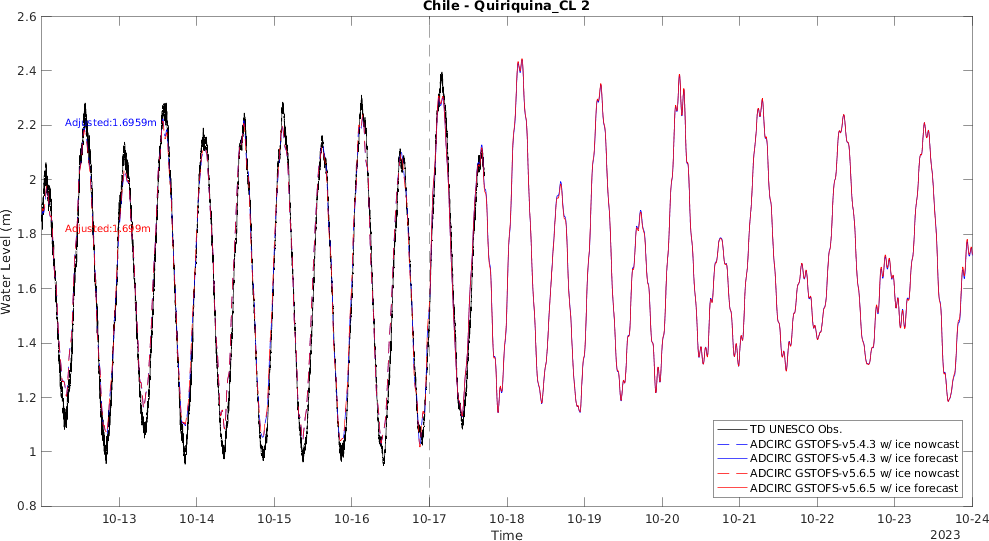 Chile - Quiriquina_CL 2
2.6
2.4
2.2
2
1.8
1.6
1.4
1.2
1
0.8
Water Level (m)
Adjusted:1.6959m
Adjusted:1.699m
10-13
10-14
10-15
10-16
10-17
10-18
10-19
10-20
10-21
10-22
10-23
10-24
Time
2023
TD UNESCO Obs.
ADCIRC GSTOFS-v5.4.3 w/ ice nowcast
ADCIRC GSTOFS-v5.4.3 w/ ice forecast
ADCIRC GSTOFS-v5.6.5 w/ ice nowcast
ADCIRC GSTOFS-v5.6.5 w/ ice forecast